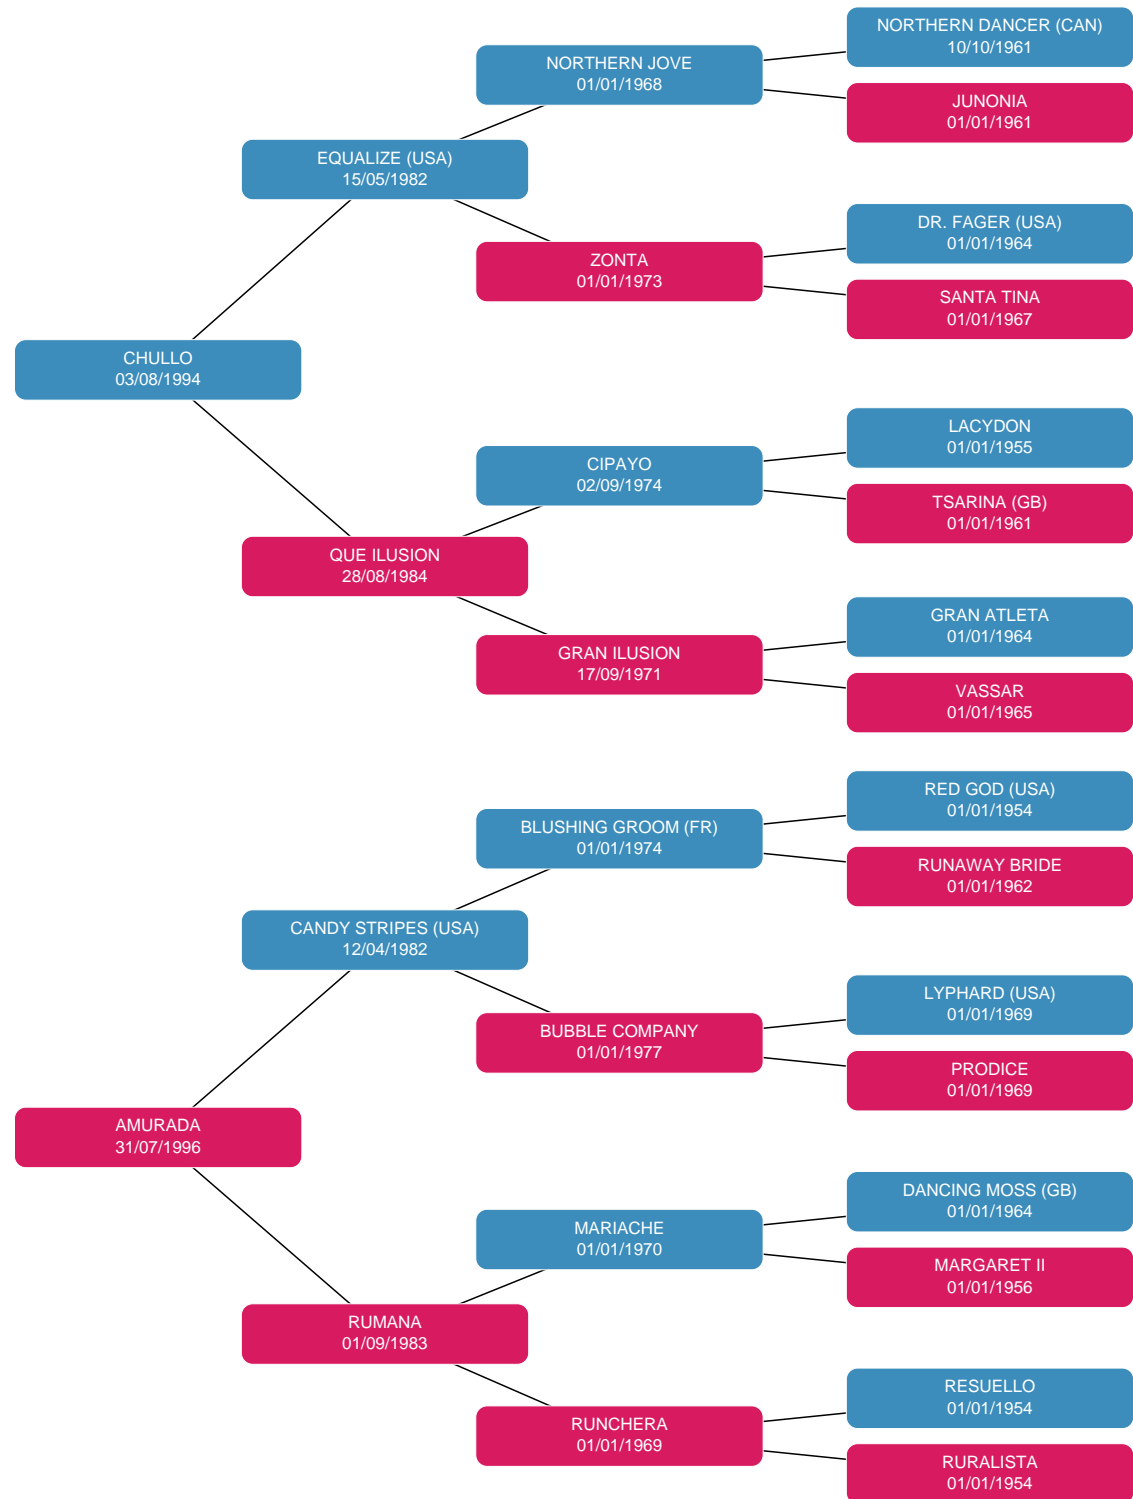 NORTHERN DANCER (CAN)
10/10/1961
NORTHERN JOVE
01/01/1968
JUNONIA
01/01/1961
EQUALIZE (USA)
15/05/1982
DR. FAGER (USA)
01/01/1964
ZONTA
01/01/1973
SANTA TINA
01/01/1967
CHULLO
03/08/1994
LACYDON
01/01/1955
CIPAYO
02/09/1974
TSARINA (GB)
01/01/1961
QUE ILUSION
28/08/1984
GRAN ATLETA
01/01/1964
GRAN ILUSION
17/09/1971
VASSAR
01/01/1965
RED GOD (USA)
01/01/1954
BLUSHING GROOM (FR)
01/01/1974
RUNAWAY BRIDE
01/01/1962
CANDY STRIPES (USA)
12/04/1982
LYPHARD (USA)
01/01/1969
BUBBLE COMPANY
01/01/1977
PRODICE
01/01/1969
AMURADA
31/07/1996
DANCING MOSS (GB)
01/01/1964
MARIACHE
01/01/1970
MARGARET II
01/01/1956
RUMANA
01/09/1983
RESUELLO
01/01/1954
RUNCHERA
01/01/1969
RURALISTA
01/01/1954